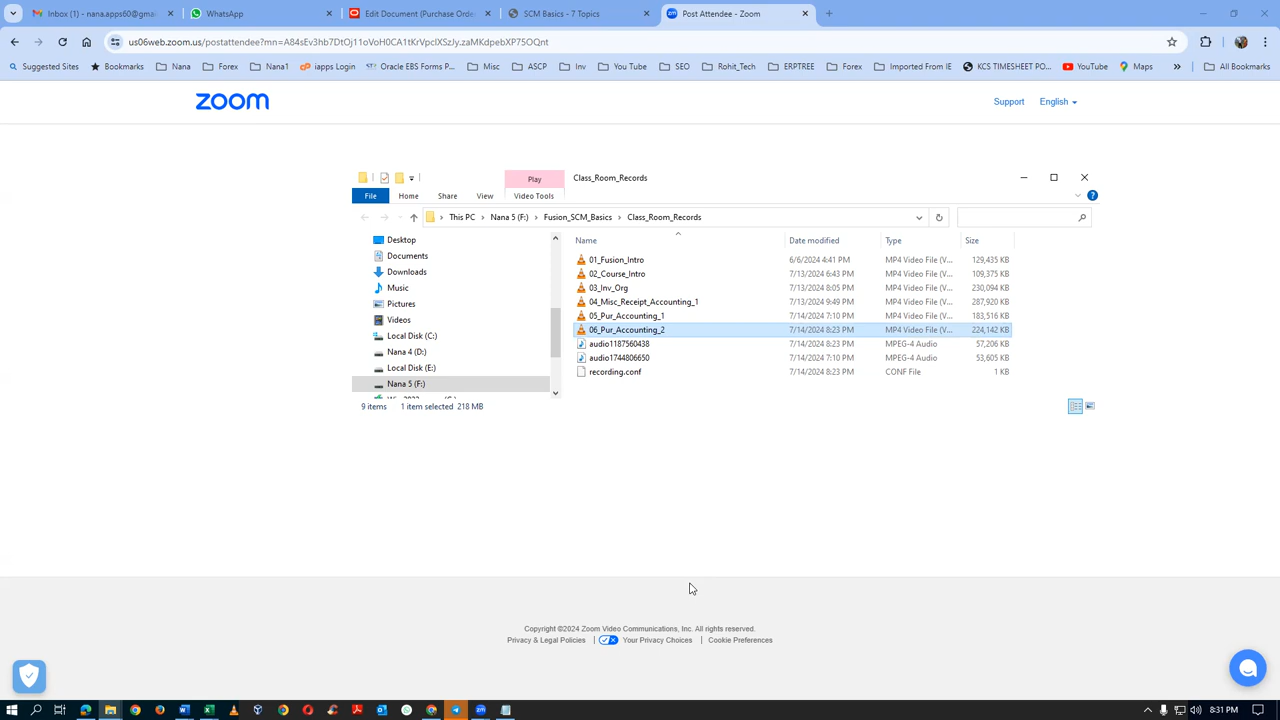 Inbox (91) - nana.apps60@gmai
WhatsApp
Edit Document (Purchase Order
SCM Basics - 7 Topics
Post Attendee - Zoom
us06web.zoom.us/postattendee?mn=A84sEv3hb7DtOj11oVoH0CA1tKrVpclXSzJy.zaMKdpebXP75OQnt
Suggested Sites
Bookmarks
Nana
Forex
Nana1
iapps Login
Oracle EBS Forms P...
Misc
ASCP
Inv
You Tube
SEO
Rohit_Tech
ERPTREE
Forex
Imported From IE
KCS TIMESHEET PO...
YouTube
Maps
All Bookmarks
zoom
Support
English
Play
Class_Room_Records
File
Home
Share
View
Video Tools
This PC
Nana 5 (F:)
Fusion_SCM_Basics
Class_Room_Records
Name
Date modified
Type
Size
Desktop
Documents
Downloads
Music
Pictures
Videos
Local Disk (C:)
Nana 4 (D:)
Local Disk (E:)
Nana 5 (F:)
01_Fusion_Intro 6/6/2024 4:41 PM MP4 Video File (V... 129,435 KB
02_Course_Intro 7/13/2024 6:43 PM MP4 Video File (V... 109,375 KB
03_Inv_Org 7/13/2024 8:05 PM MP4 Video File (V... 230,094 KB
04_Misc_Receipt_Accounting_1 7/13/2024 9:49 PM MP4 Video File (V... 287,920 KB
05_Pur_Accounting_1 7/14/2024 7:10 PM MP4 Video File (V... 183,516 KB
06_Pur_Accounting_2 7/14/2024 8:23 PM MP4 Video File (V... 224,142 KB
audio1187560438 7/14/2024 8:23 PM MPEG-4 Audio 57,206 KB
audio1744806650 7/14/2024 7:10 PM MPEG-4 Audio 53,605 KB
recording.conf 7/14/2024 8:23 PM CONF File 1 KB
9 items
1 item selected 218 MB
Copyright ©2024 Zoom Video Communications, Inc. All rights reserved.
Privacy & Legal Policies
Your Privacy Choices
Cookie Preferences
8:31 PM